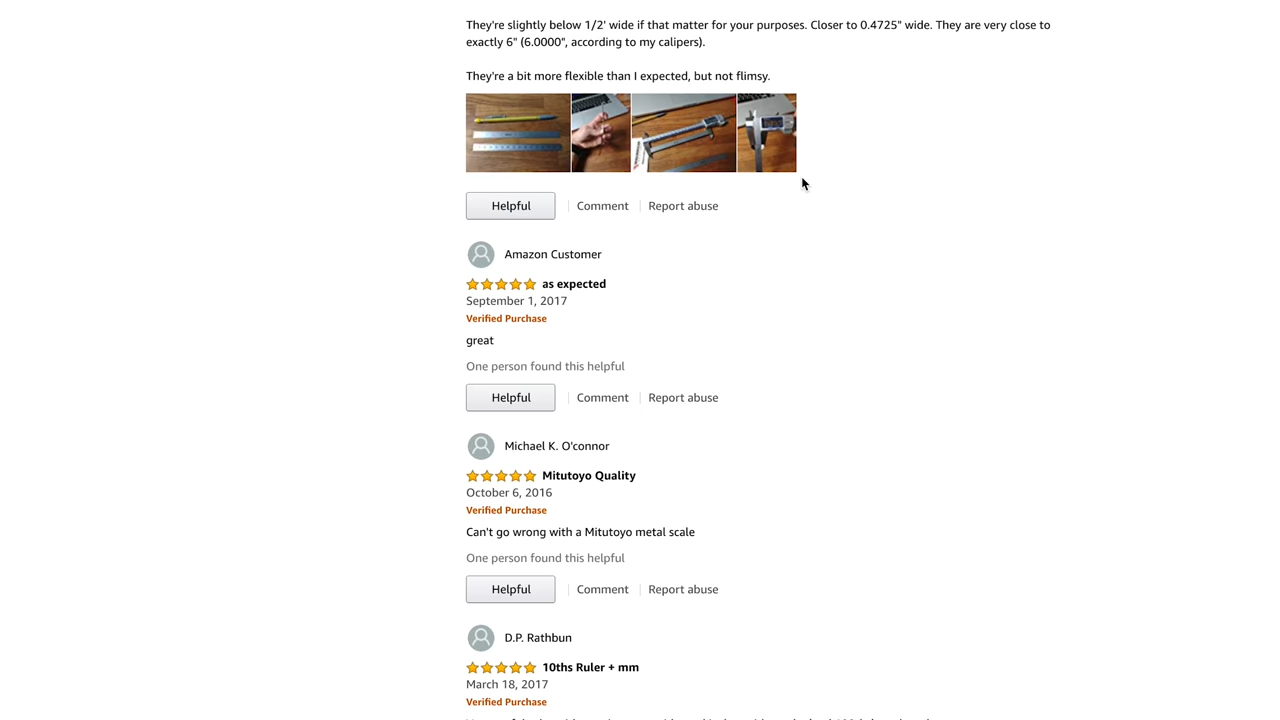 They're slightly below 1/2' wide if that matter for your purposes. Closer to 0.4725" wide. They are very close to
exactly 6" (6.0000", according to my calipers).
They're a bit more flexible than I expected, but not flimsy.
Helpful
Comment
Report abuse
Amazon Customer
as expected
September 1, 2017
Verified Purchase
great
One person found this helpful
Helpful
Comment
Report abuse
Michael K. O'connor
Mitutoyo Quality
October 6, 2016
Verified Purchase
Can't go wrong with a Mitutoyo metal scale
One person found this helpful
Helpful
Comment
Report abuse
D.P. Rathbun
10ths Ruler + mm
March 18, 2017
Verified Purchase